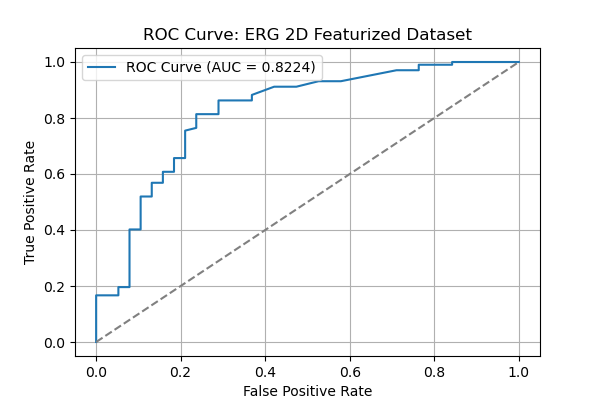 ROC Curve: ERG 2D Featurized Dataset
ROC Curve (AUC = 0.8224)
True Positive Rate
1.0
0.8
0.6
0.4
0.2
0.0
0.0 0.2 0.4 0.6 0.8 1.0
False Positive Rate